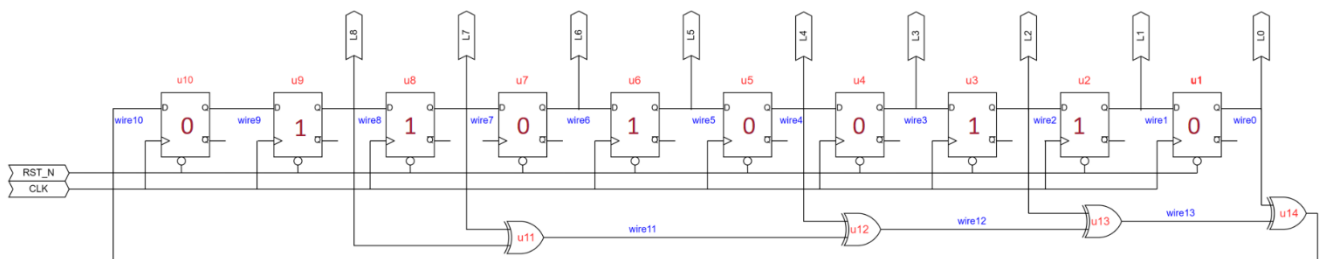 L8 L7 L6 L5 L4 L3 L2 L1 L0
u10 u9 u8 u7 u6 u5 u4 u3 u2 u1
D Q D Q D Q D Q D Q D Q D Q D Q D Q D Q
0 1 1 0 1 0 0 1 1 0
wire10 wire9 wire8 wire7 wire6 wire5 wire4 wire3 wire2 wire1 wire0
Q Q Q Q Q Q Q Q Q Q
RST_N
CLK
wire11 wire12 wire13
u11 u12 u13 u14